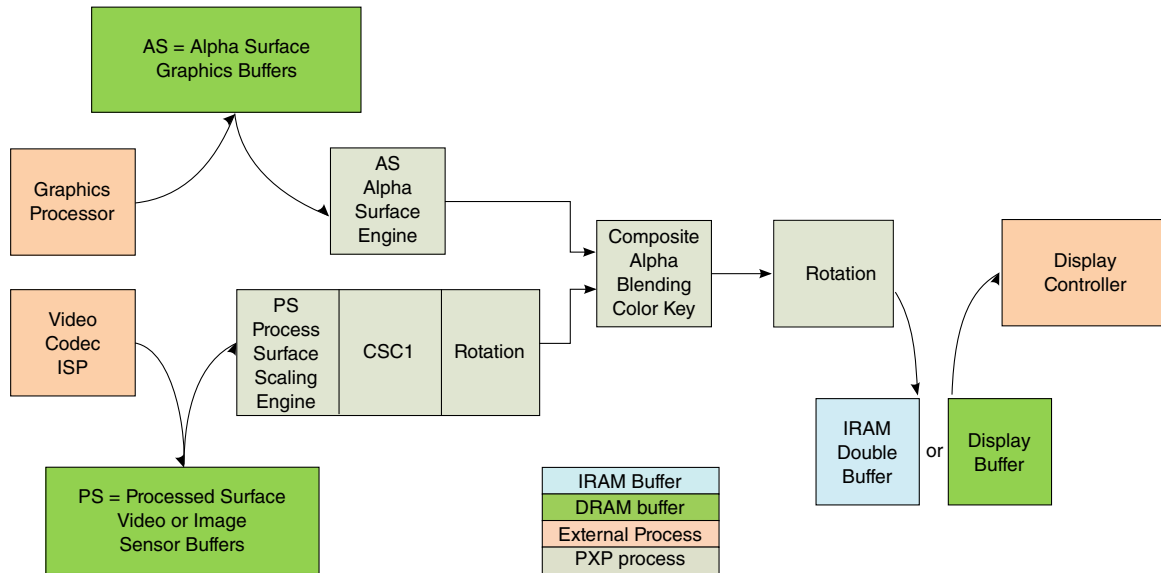 AS = Alpha Surface
Graphics Buffers
Graphics
Processor
AS
Alpha
Surface
Engine
Composite
Alpha
Blending
Color Key
Rotation
Display
Controller
Video
Codec
ISP
PS
Process
Surface
Scaling
Engine
CSC1
Rotation
IRAM
Double
Buffer
or
Display
Buffer
PS = Processed Surface
Video or Image
Sensor Buffers
IRAM Buffer
DRAM buffer
External Process
PXP process